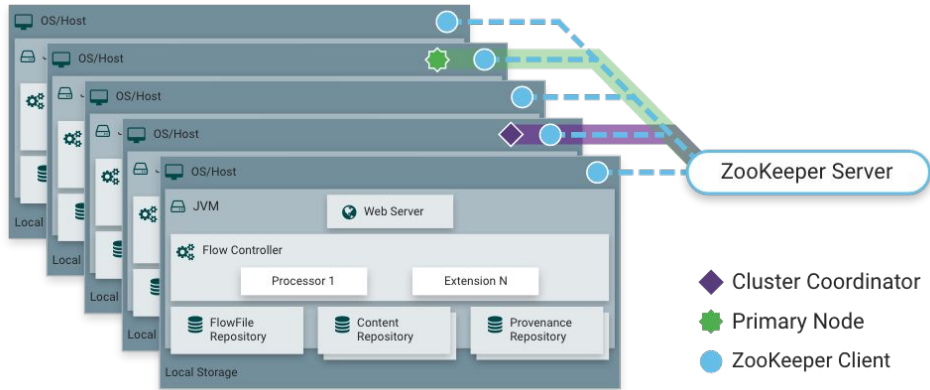 OS/Host
OS/Host
OS/Host
OS/Host
OS/Host
JVM
Web Server
Flow Controller
Processor 1
Extension N
FlowFile
Repository
Content
Repository
Provenance
Repository
Local Storage
Local
Local
Local
Local
ZooKeeper Server
Cluster Coordinator
Primary Node
ZooKeeper Client